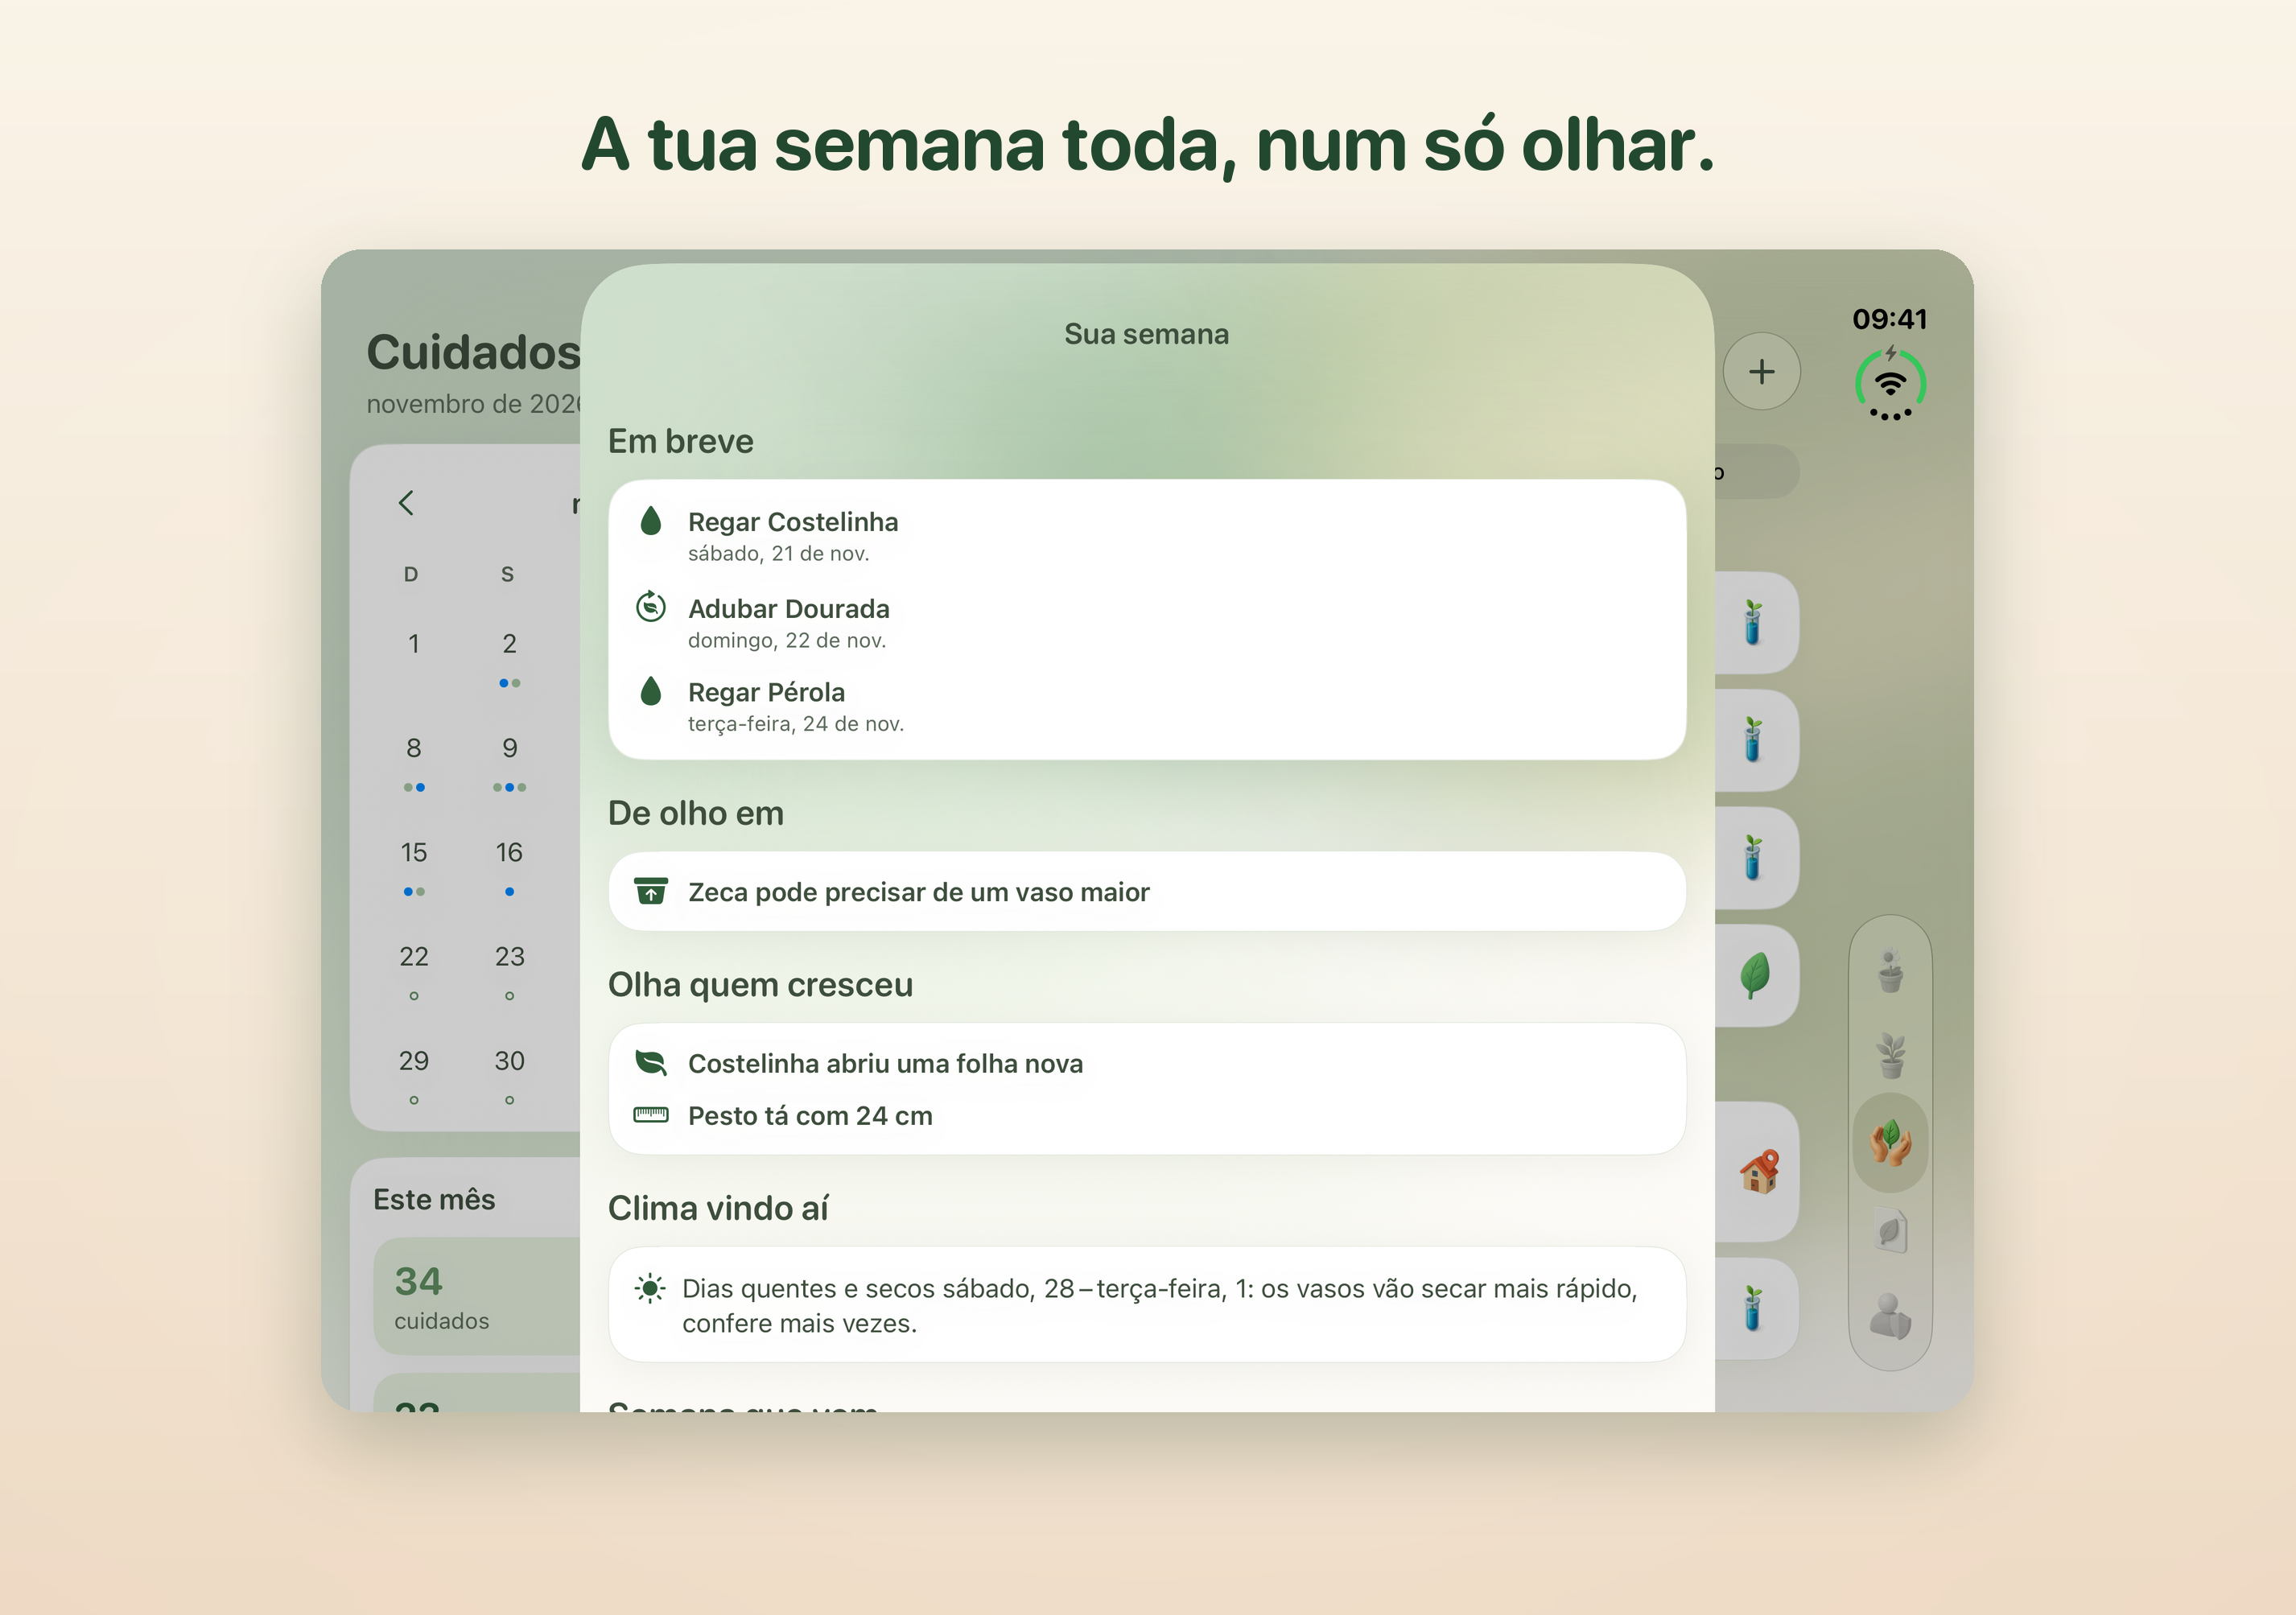 A tua semana toda, num só olhar.
Cuidados
novembro de 2026
D S
1 2
8 9
15 16
22 23
29 30
Este mês
34
cuidados
Sua semana
Em breve
Regar Costelinha
sábado, 21 de nov.
Adubar Dourada
domingo, 22 de nov.
Regar Pérola
terça-feira, 24 de nov.
De olho em
Zeca pode precisar de um vaso maior
Olha quem cresceu
Costelinha abriu uma folha nova
Pesto tá com 24 cm
Clima vindo aí
Dias quentes e secos sábado, 28 – terça-feira, 1: os vasos vão secar mais rápido,
confere mais vezes.
Semana que vem
09:41